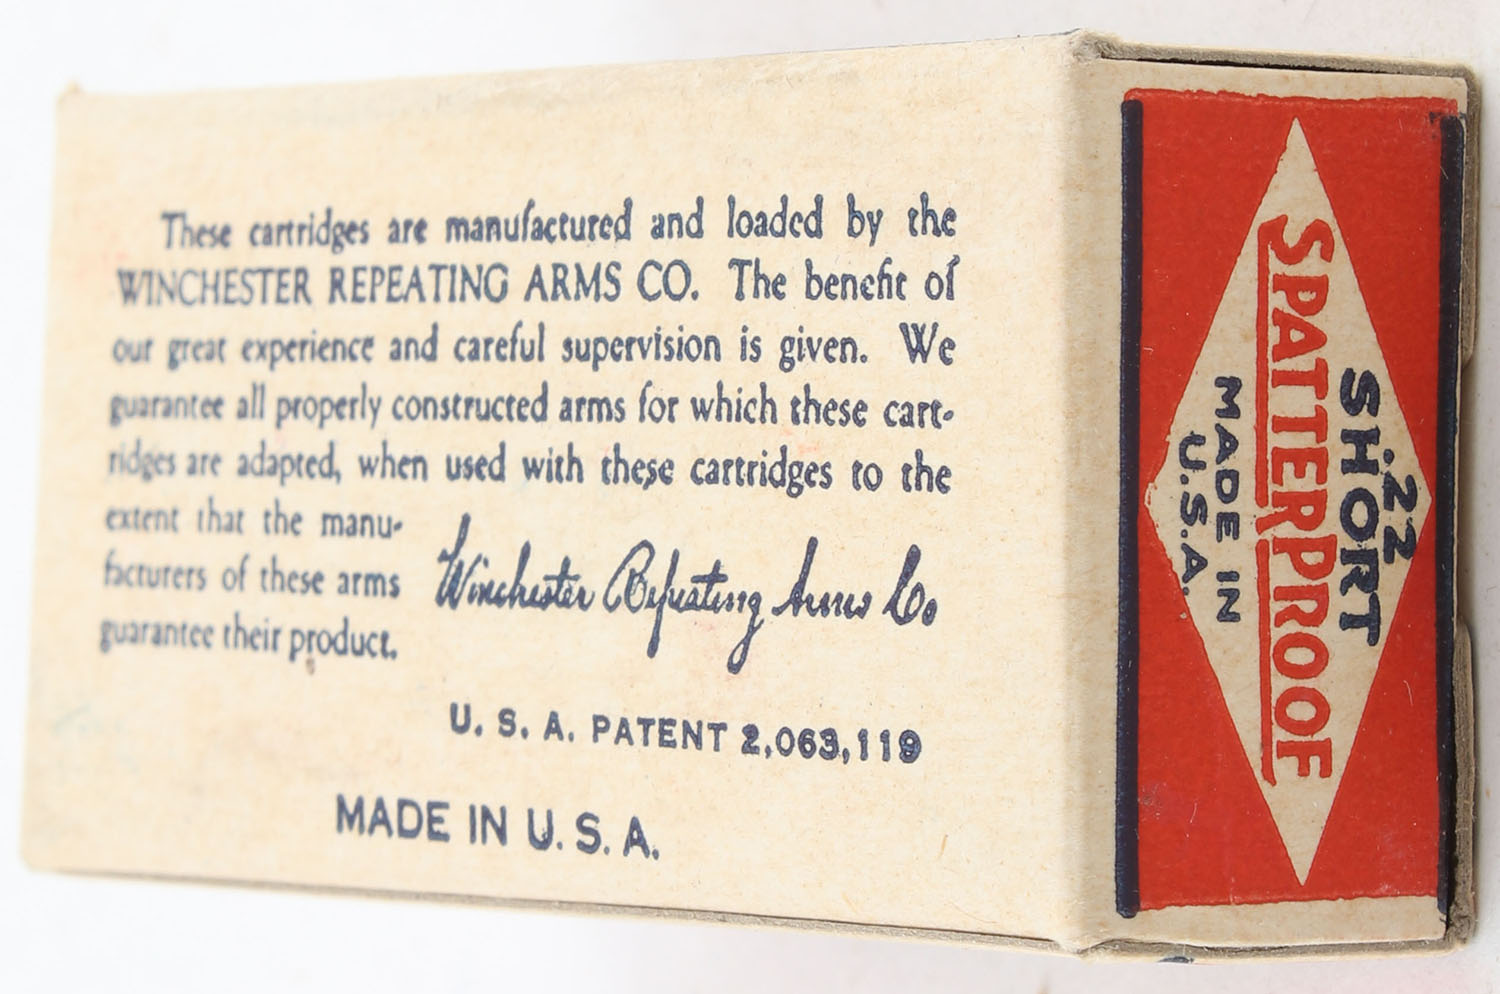 These cartridges are manufactured and loaded by the
WINCHESTER REPEATING ARMS CO. The benefit of
our great experience and careful supervision is given. We
guarantee all properly constructed arms for which these cart-
ridges are adapted, when used with these cartridges to the
extent that the manu-
facturers of these arms
guarantee their product.
Winchester Repeating Arms Co
U. S. A. PATENT 2,063,119
MADE IN U. S. A.
.22
SHORT
SPATTERPROOF
MADE IN
U.S.A.